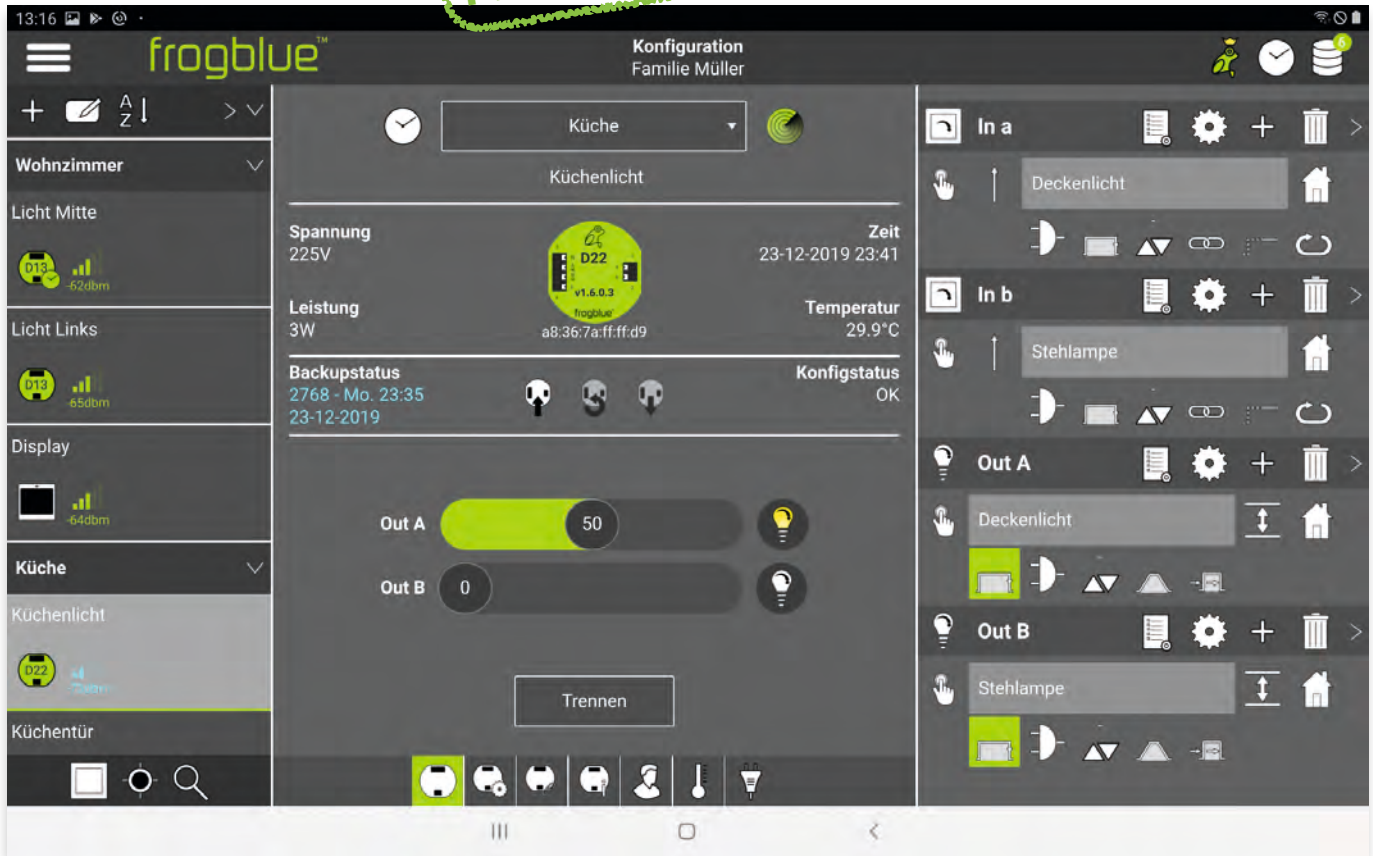 13:16
frogblue™
Konfiguration
Familie Müller
6
A
Z
Wohnzimmer
Licht Mitte
D13
-62dbm
Licht Links
D13
-65dbm
Display
-64dbm
Küche
Küchenlicht
D22
Küchentür
Küche
Küchenlicht
Spannung
225V
Zeit
23-12-2019 23:41
D22
v1.6.0.3
frogblue
a8:36:7a:ff:ff:d9
Leistung
3W
Temperatur
29.9°C
Backupstatus
2768 - Mo. 23:35
23-12-2019
Konfigstatus
OK
Out A
50
Out B
0
Trennen
In a
Deckenlicht
In b
Stehlampe
Out A
Deckenlicht
Out B
Stehlampe